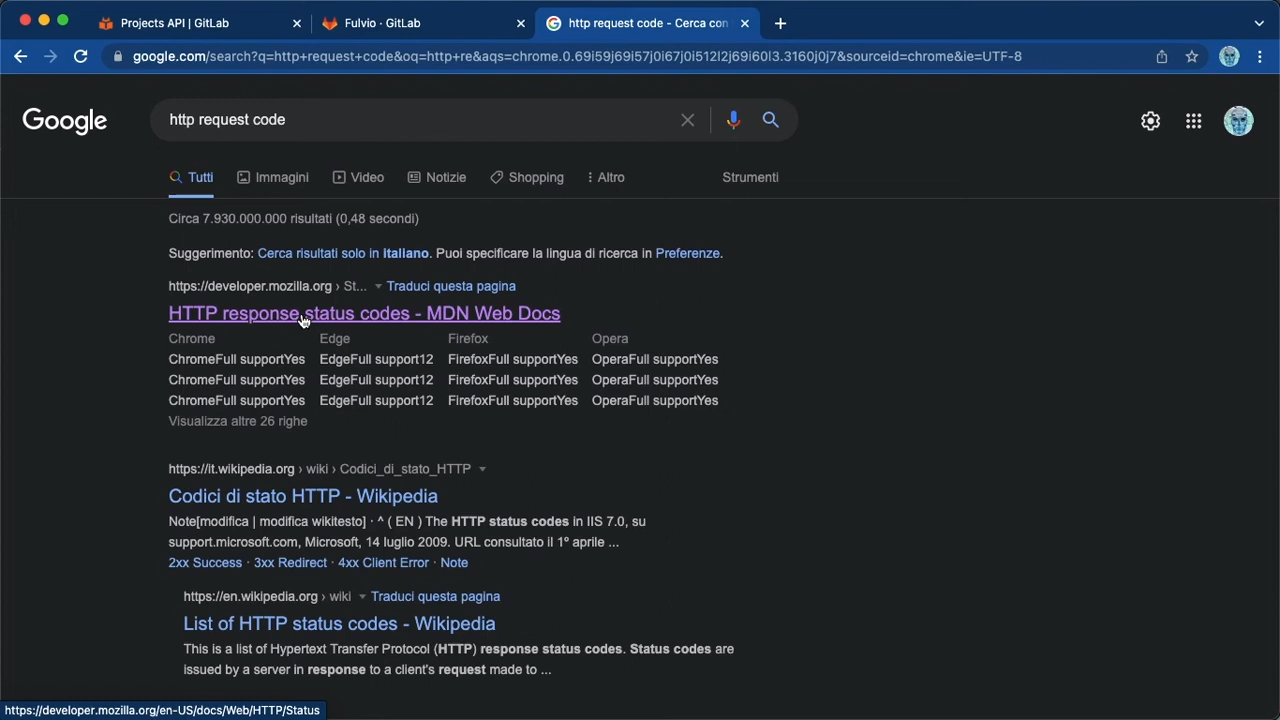 Projects API | GitLab
Fulvio · GitLab
http request code - Cerca con
google.com/search?q=http+request+code&oq=http+re&aqs=chrome.0.69i59j69i57j0i67j0i512l2j69i60l3.3160j0j7&sourceid=chrome&ie=UTF-8
Google
http request code
Tutti
Immagini
Video
Notizie
Shopping
Altro
Strumenti
Circa 7.930.000.000 risultati (0,48 secondi)
Suggerimento: Cerca risultati solo in italiano. Puoi specificare la lingua di ricerca in Preferenze.
https://developer.mozilla.org › St... Traduci questa pagina
HTTP response status codes - MDN Web Docs
Chrome Edge Firefox Opera
ChromeFull supportYes EdgeFull support12 FirefoxFull supportYes OperaFull supportYes
ChromeFull supportYes EdgeFull support12 FirefoxFull supportYes OperaFull supportYes
ChromeFull supportYes EdgeFull support12 FirefoxFull supportYes OperaFull supportYes
Visualizza altre 26 righe
https://it.wikipedia.org › wiki › Codici_di_stato_HTTP
Codici di stato HTTP - Wikipedia
Note[modifica | modifica wikitesto] · ^ ( EN ) The HTTP status codes in IIS 7.0, su
support.microsoft.com, Microsoft, 14 luglio 2009. URL consultato il 1º aprile ...
2xx Success · 3xx Redirect · 4xx Client Error · Note
https://en.wikipedia.org › wiki Traduci questa pagina
List of HTTP status codes - Wikipedia
This is a list of Hypertext Transfer Protocol (HTTP) response status codes. Status codes are
issued by a server in response to a client's request made to ...
https://developer.mozilla.org/en-US/docs/Web/HTTP/Status